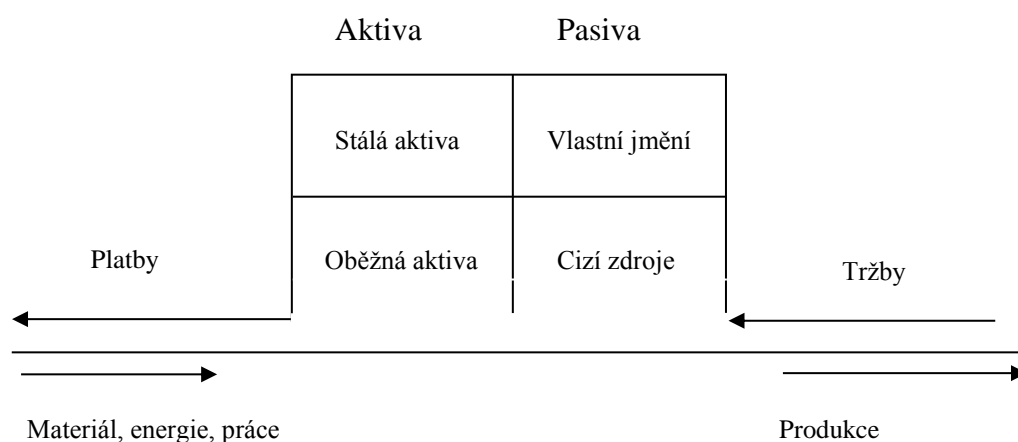 Aktiva Pasiva
Stálá aktiva Vlastní jmění
Platby Oběžná aktiva Cizí zdroje Tržby
Materiál, energie, práce Produkce